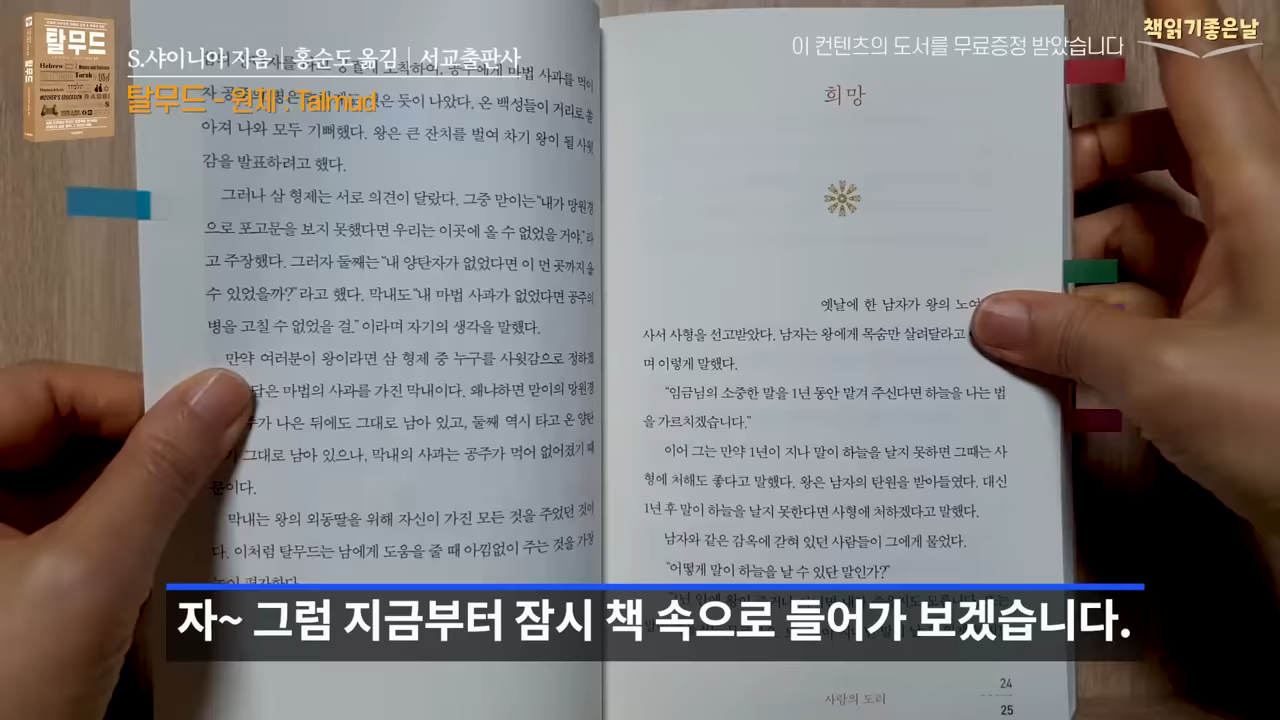 탈무드
S.샤이니아 지음 | 홍순도 옮김 | 서교출판사
탈무드 - 원제 : Talmud
이 컨텐츠의 도서를 무료증정 받았습니다
책읽기좋은날
탈무드
Hebrew
Torah
MOTHER'S EDUCATION
RABBI
도착하여, 공주에게 마법 사과를 먹이
듯이 나았다. 온 백성들이 거리로 쏟
아져 나와 모두 기뻐했다. 왕은 큰 잔치를 벌여 차기 왕이 될 사윗
감을 발표하려고 했다.
그러나 삼 형제는 서로 의견이 달랐다. 그중 맏이는 “내가 망원경
으로 포고문을 보지 못했다면 우리는 이곳에 올 수 없었을 거야.”라
고 주장했다. 그러자 둘째는 “내 양탄자가 없었다면 이 먼 곳까지 올
수 있었을까?”라고 했다. 막내도 “내 마법 사과가 없었다면 공주의
병을 고칠 수 없었을 걸.” 이라며 자기의 생각을 말했다.
만약 여러분이 왕이라면 삼 형제 중 누구를 사윗감으로 정하겠
답은 마법의 사과를 가진 막내이다. 왜냐하면 맏이의 망원경
가 나은 뒤에도 그대로 남아 있고, 둘째 역시 타고 온 양탄
그대로 남아 있으나, 막내의 사과는 공주가 먹어 없어졌기 때
문이다.
막내는 왕의 외동딸을 위해 자신이 가진 모든 것을 주었던 것이
다. 이처럼 탈무드는 남에게 도움을 줄 때 아낌없이 주는 것을 가장
높이 평가한다.
희망
옛날에 한 남자가 왕의 노여
사서 사형을 선고받았다. 남자는 왕에게 목숨만 살려달라고
며 이렇게 말했다.
“임금님의 소중한 말을 1년 동안 맡겨 주신다면 하늘을 나는 법
을 가르치겠습니다.”
이어 그는 만약 1년이 지나 말이 하늘을 날지 못하면 그때는 사
형에 처해도 좋다고 말했다. 왕은 남자의 탄원을 받아들였다. 대신
1년 후 말이 하늘을 날지 못한다면 사형에 처하겠다고 말했다.
남자와 같은 감옥에 갇혀 있던 사람들이 그에게 물었다.
“어떻게 말이 하늘을 날 수 있단 말인가?”
자~ 그럼 지금부터 잠시 책 속으로 들어가 보겠습니다.
사람의 도리
24
25